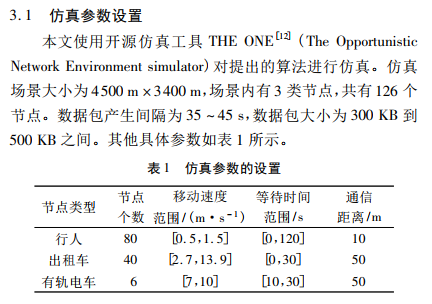 3.1 仿真参数设置
本文使用开源仿真工具 THE ONE[12] (The Opportunistic
Network Environment simulator)对提出的算法进行仿真。仿真
场景大小为 4 500 m × 3 400 m,场景内有 3 类节点,共有 126 个
节点。数据包产生间隔为 35 ~ 45 s,数据包大小为 300 KB 到
500 KB 之间。其他具体参数如表 1 所示。
表 1 仿真参数的设置
节点类型 节点个数 移动速度范围/(m·s⁻¹) 等待时间范围/s 通信距离/m
行人 80 [0.5,1.5] [0,120] 10
出租车 40 [2.7,13.9] [0,30] 50
有轨电车 6 [7,10] [10,30] 50